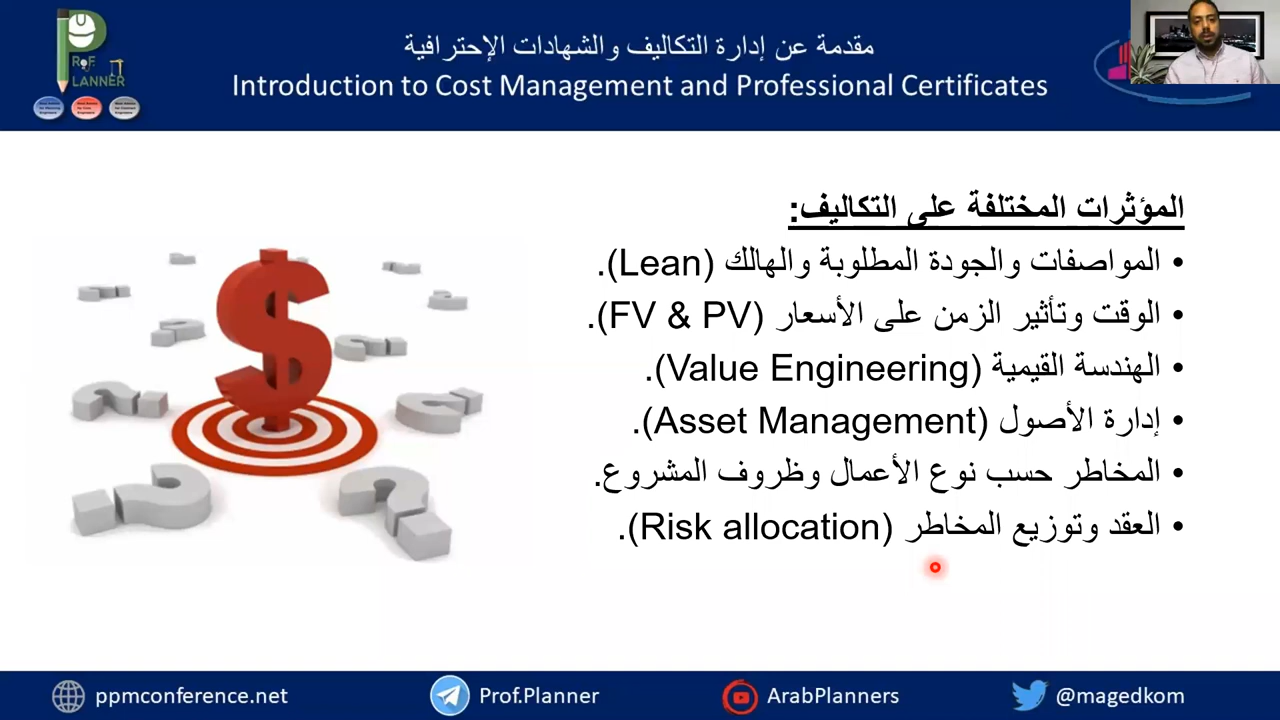 مقدمة عن إدارة التكاليف والشهادات الإحترافية
Introduction to Cost Management and Professional Certificates
P
R.F.
LANNER
المؤثرات المختلفة على التكاليف:
• المواصفات والجودة المطلوبة والهالك (Lean).
• الوقت وتأثير الزمن على الأسعار (FV & PV).
• الهندسة القيمية (Value Engineering).
• إدارة الأصول (Asset Management).
• المخاطر حسب نوع الأعمال وظروف المشروع.
• العقد وتوزيع المخاطر (Risk allocation).
ppmconference.net
Prof.Planner
ArabPlanners
@magedkom